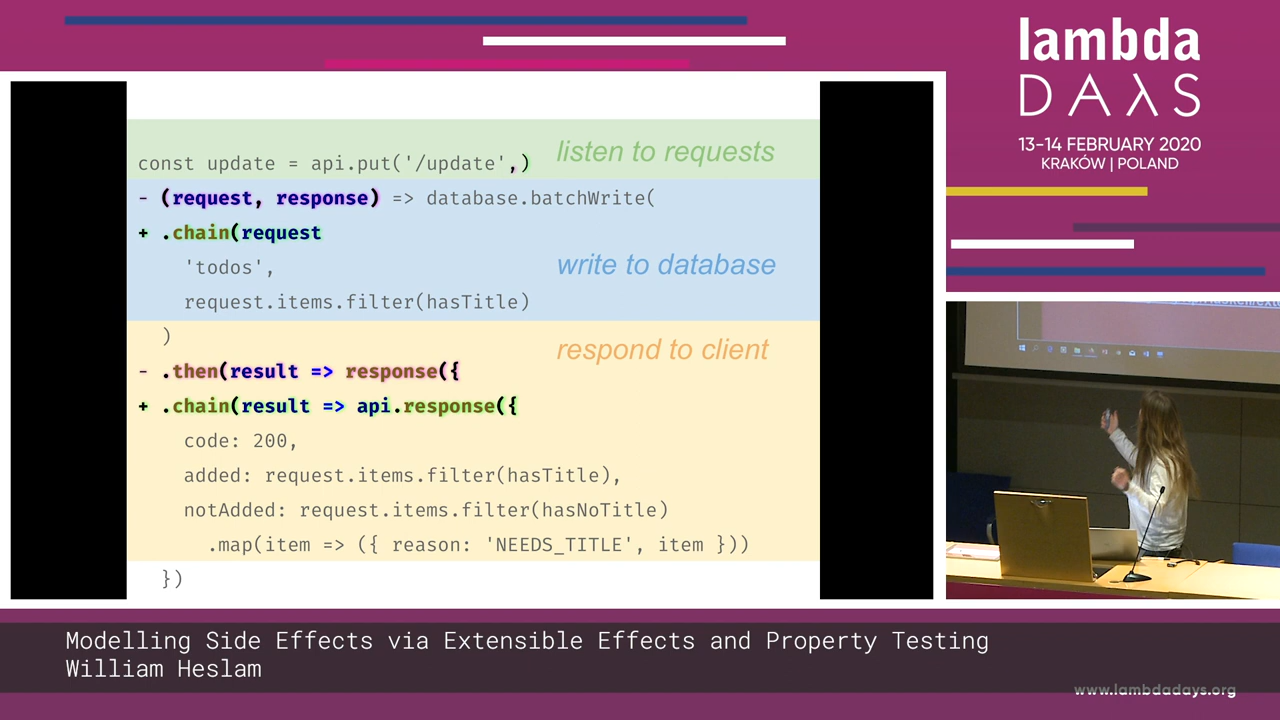 lambda
DAλS
13-14 FEBRUARY 2020
KRAKÓW | POLAND
const update = api.put('/update',)
listen to requests
- (request, response) => database.batchWrite(
+ .chain(request
'todos',
write to database
request.items.filter(hasTitle)
)
respond to client
- .then(result => response({
+ .chain(result => api.response({
code: 200,
added: request.items.filter(hasTitle),
notAdded: request.items.filter(hasNoTitle)
.map(item => ({ reason: 'NEEDS_TITLE', item }))
})
Modelling Side Effects via Extensible Effects and Property Testing
William Heslam
www.lambdadays.org